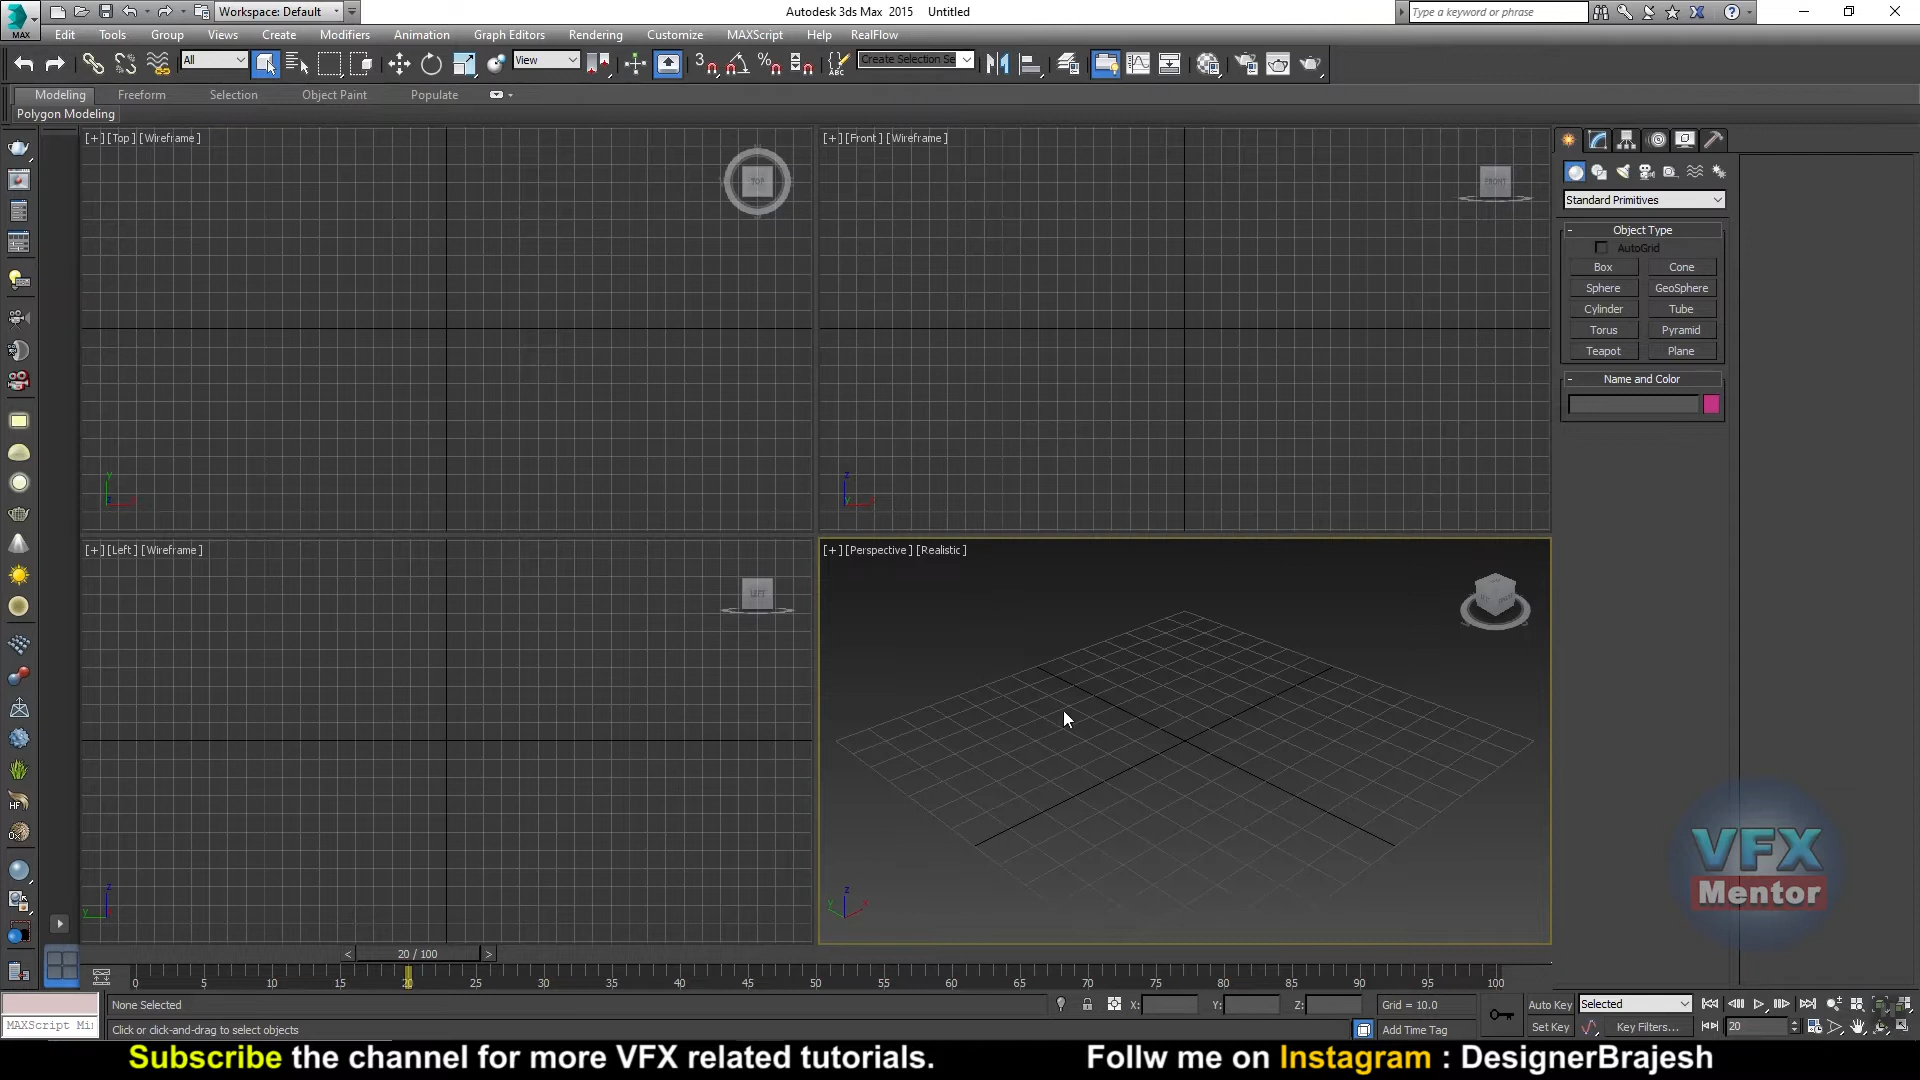 Workspace: Default
Autodesk 3ds Max 2015 Untitled
Type a keyword or phrase
MAX
Edit Tools Group Views Create Modifiers Animation Graph Editors Rendering Customize MAXScript Help RealFlow
All
View
3
ABC
Create Selection Se
Modeling Freeform Selection Object Paint Populate
Polygon Modeling
[+] [Top] [Wireframe]
TOP
[+] [Front] [Wireframe]
FRONT
Standard Primitives
- Object Type
AutoGrid
Box Cone
Sphere GeoSphere
Cylinder Tube
Torus Pyramid
Teapot Plane
- Name and Color
y
z
[+] [Left] [Wireframe]
LEFT
[+] [Perspective] [Realistic]
HF
z
y
z
y
x
VFX
Mentor
< 20 / 100 >
0 5 10 15 20 25 30 35 40 45 50 55 60 65 70 75 80 85 90 95 100
None Selected
X: Y: Z: Grid = 10.0
Auto Key Selected
MAXScript Mi
Click or click-and-drag to select objects
Add Time Tag
Set Key Key Filters... 20
Subscribe the channel for more VFX related tutorials.
Follw me on Instagram : DesignerBrajesh